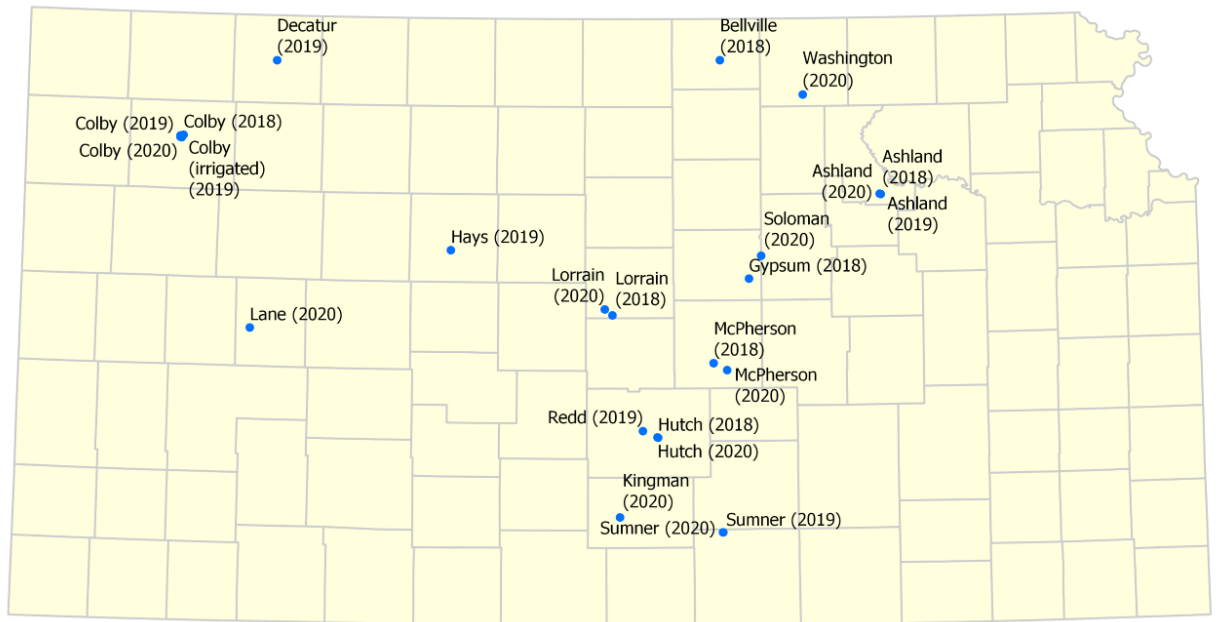 Decatur
(2019)
Bellville
(2018)
Washington
(2020)
Colby (2019)
Colby (2018)
Colby (2020)
Colby
(irrigated)
(2019)
Ashland
(2018)
Ashland
(2020)
Ashland
(2019)
Soloman
(2020)
Hays (2019)
Gypsum (2018)
Lorrain
(2020)
Lorrain
(2018)
Lane (2020)
McPherson
(2018)
McPherson
(2020)
Redd (2019)
Hutch (2018)
Hutch (2020)
Kingman
(2020)
Sumner (2020)
Sumner (2019)